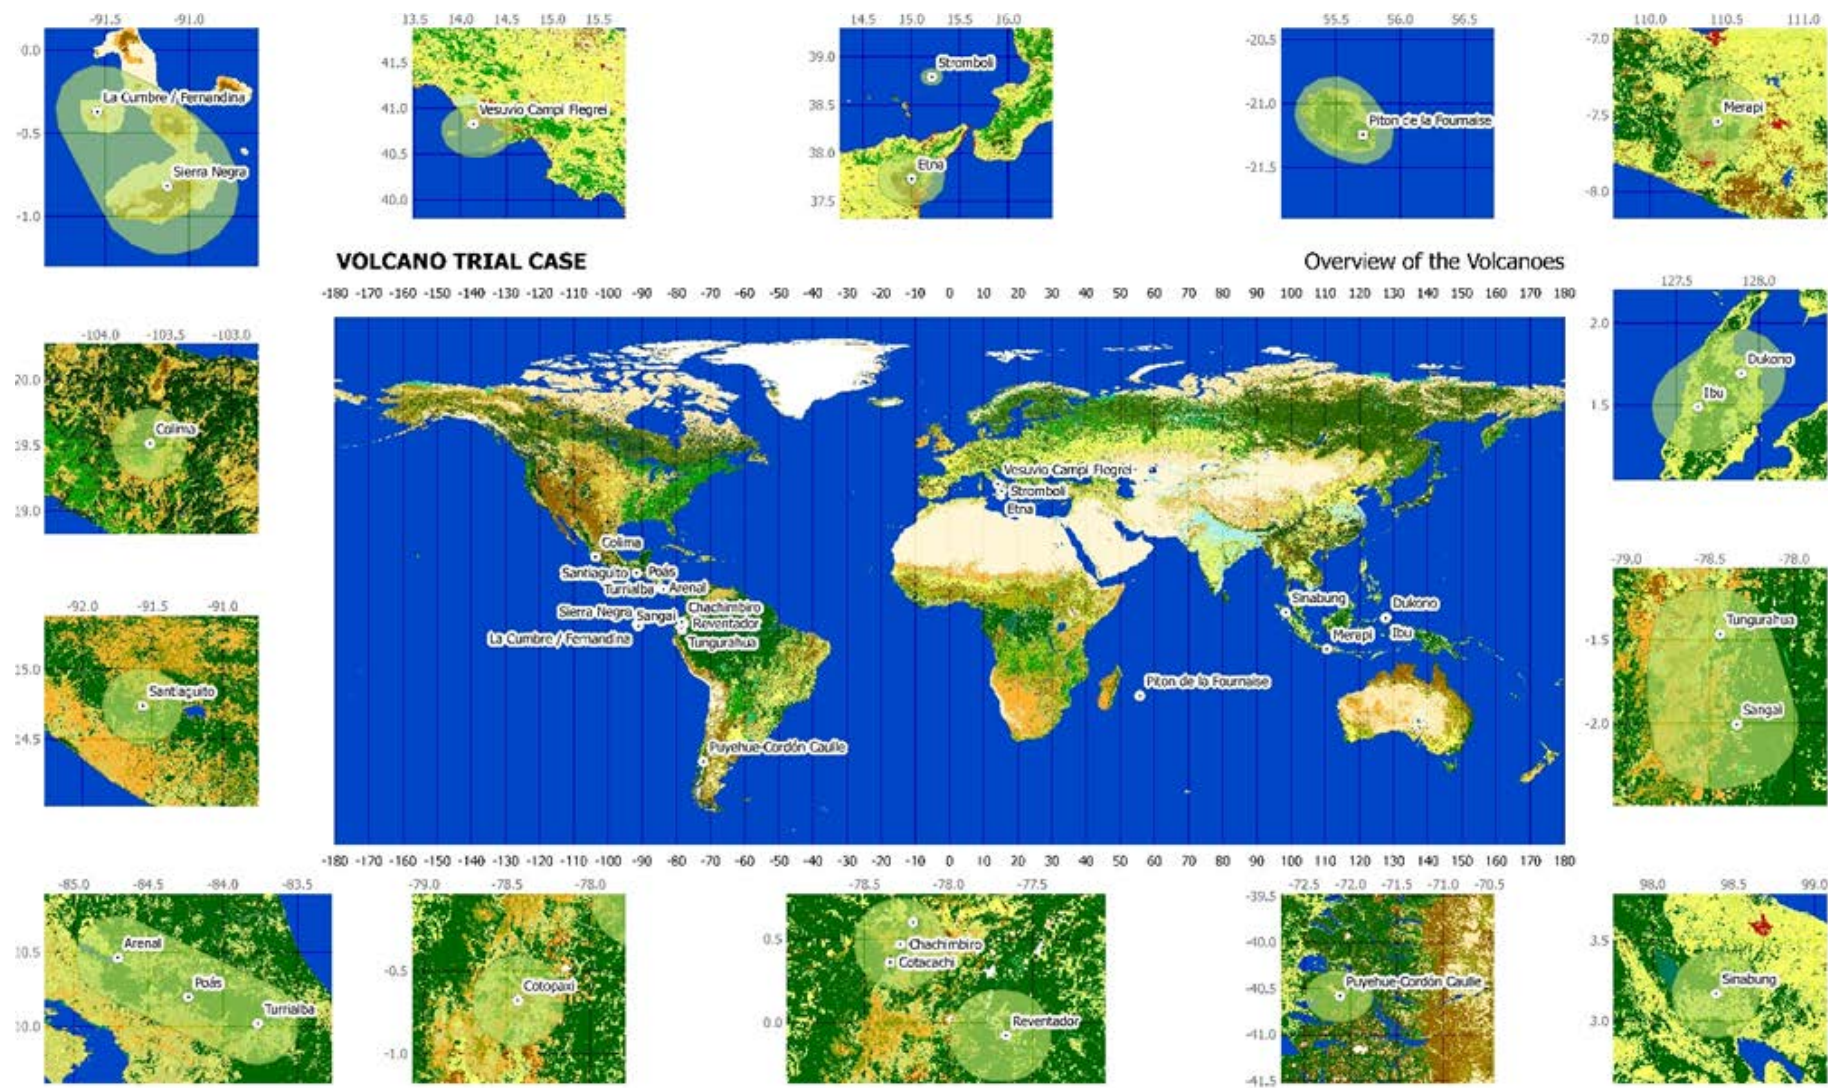 -91.5 -91.0
0.0
-0.5
-1.0
La Cumbre / Fernandina
Sierra Negra
13.5 14.0 14.5 15.0 15.5
41.5
41.0
40.5
40.0
Vesuvio Campi Flegrei
14.5 15.0 15.5 16.0
39.0
38.5
38.0
37.5
Stromboli
Etna
55.5 56.0 56.5
-20.5
-21.0
-21.5
Piton de la Fournaise
110.0 110.5 111.0
-7.0
-7.5
-8.0
Merapi
VOLCANO TRIAL CASE
Overview of the Volcanoes
-180 -170 -160 -150 -140 -130 -120 -110 -100 -90 -80 -70 -60 -50 -40 -30 -20 -10 0 10 20 30 40 50 60 70 80 90 100 110 120 130 140 150 160 170 180
Vesuvio Campi Flegrei
Stromboli
Etna
Colima
Santiaguito
Poás
Turrialba
Arenal
Chachimbiro
Sierra Negra
Sangai
Reventador
La Cumbre / Fernandina
Tungurahua
Sinabung
Dukono
Merapi
Ibu
Piton de la Fournaise
Puyehue-Cordón Caulle
-180 -170 -160 -150 -140 -130 -120 -110 -100 -90 -80 -70 -60 -50 -40 -30 -20 -10 0 10 20 30 40 50 60 70 80 90 100 110 120 130 140 150 160 170 180
-104.0 -103.5 -103.0
20.0
19.5
19.0
Colima
127.5 128.0
2.0
1.5
Dukono
Ibu
-92.0 -91.5 -91.0
15.0
14.5
Santiaguito
-79.0 -78.4 -78.0
-1.5
-2.0
Tungurahua
Sangai
-85.0 -84.5 -84.0 -83.5
10.5
10.0
Arenal
Poás
Turrialba
-79.0 -78.4 -78.0
-0.5
-1.0
Cotopaxi
-78.5 -78.0 -77.5
0.5
0.0
Chachimbiro
Cotacachi
Reventador
-72.5 -72.0 -71.5 -71.0 -70.5
-39.5
-40.0
-40.5
-41.0
-41.5
Puyehue-Cordón Caulle
98.0 98.5 99.0
3.5
3.0
Sinabung